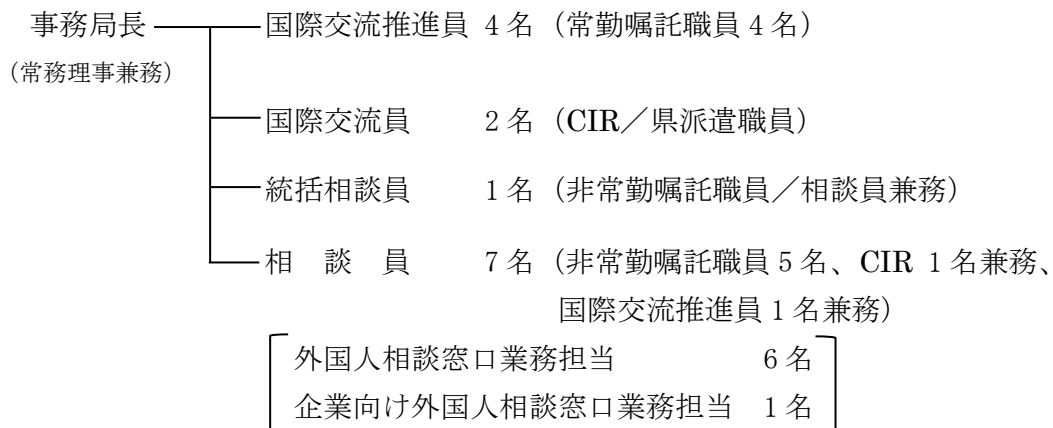 事務局長 国際交流推進員 4名（常勤嘱託職員4名）
（常務理事兼務）
国際交流員 2名（CIR／県派遣職員）
統括相談員 1名（非常勤嘱託職員／相談員兼務）
相 談 員 7名（非常勤嘱託職員5名、CIR 1名兼務、
国際交流推進員1名兼務）
外国人相談窓口業務担当 6名
企業向け外国人相談窓口業務担当 1名